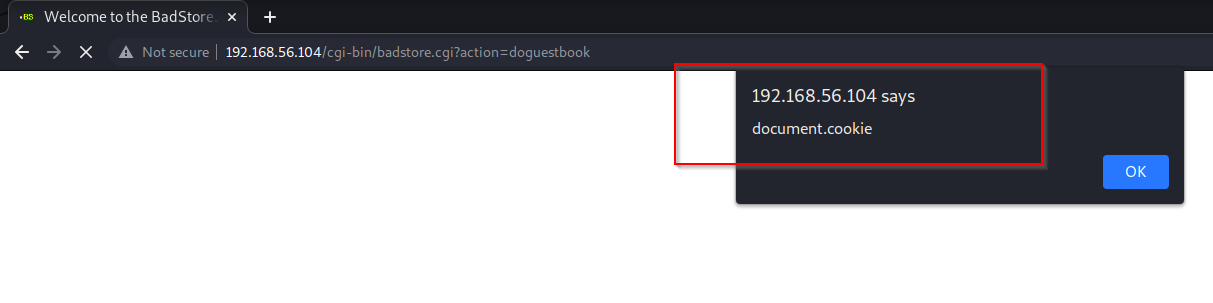 BS Welcome to the BadStore.
Not secure 192.168.56.104/cgi-bin/badstore.cgi?action=doguestbook
192.168.56.104 says
document.cookie
OK